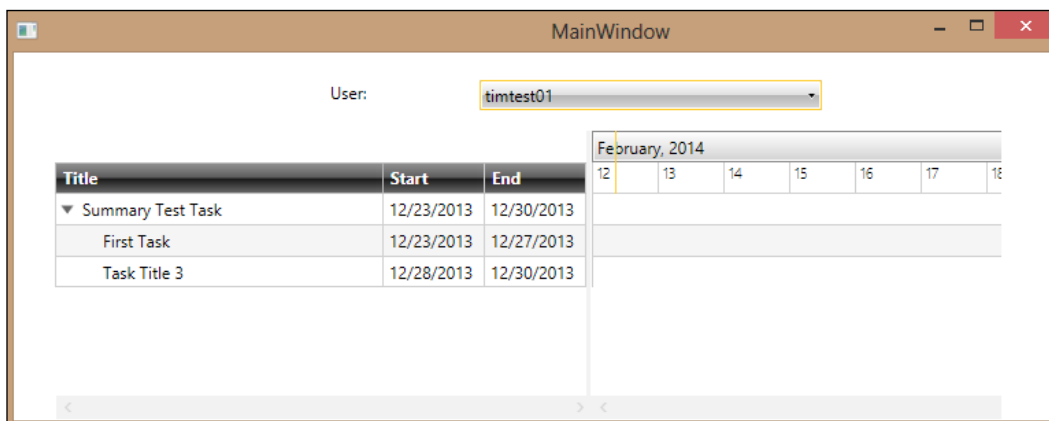 MainWindow
User: timtest01
February, 2014
Title Start End 12 13 14 15 16 17 18
Summary Test Task 12/23/2013 12/30/2013
First Task 12/23/2013 12/27/2013
Task Title 3 12/28/2013 12/30/2013